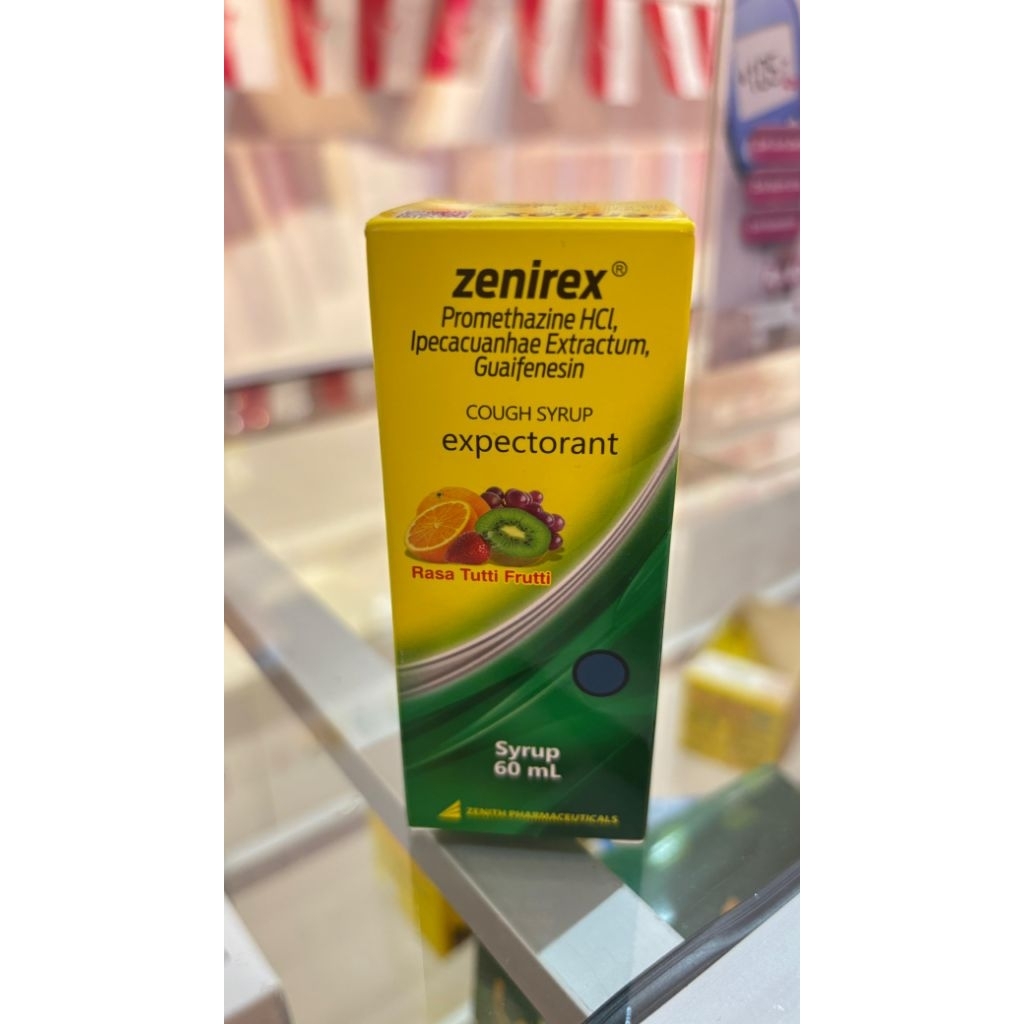 zenirex®
Promethazine HCl,
Ipecacuanhae Extractum,
Guaifenesin
COUGH SYRUP
expectorant
Rasa Tutti Frutti
Syrup
60 mL
ZENITH PHARMACEUTICALS